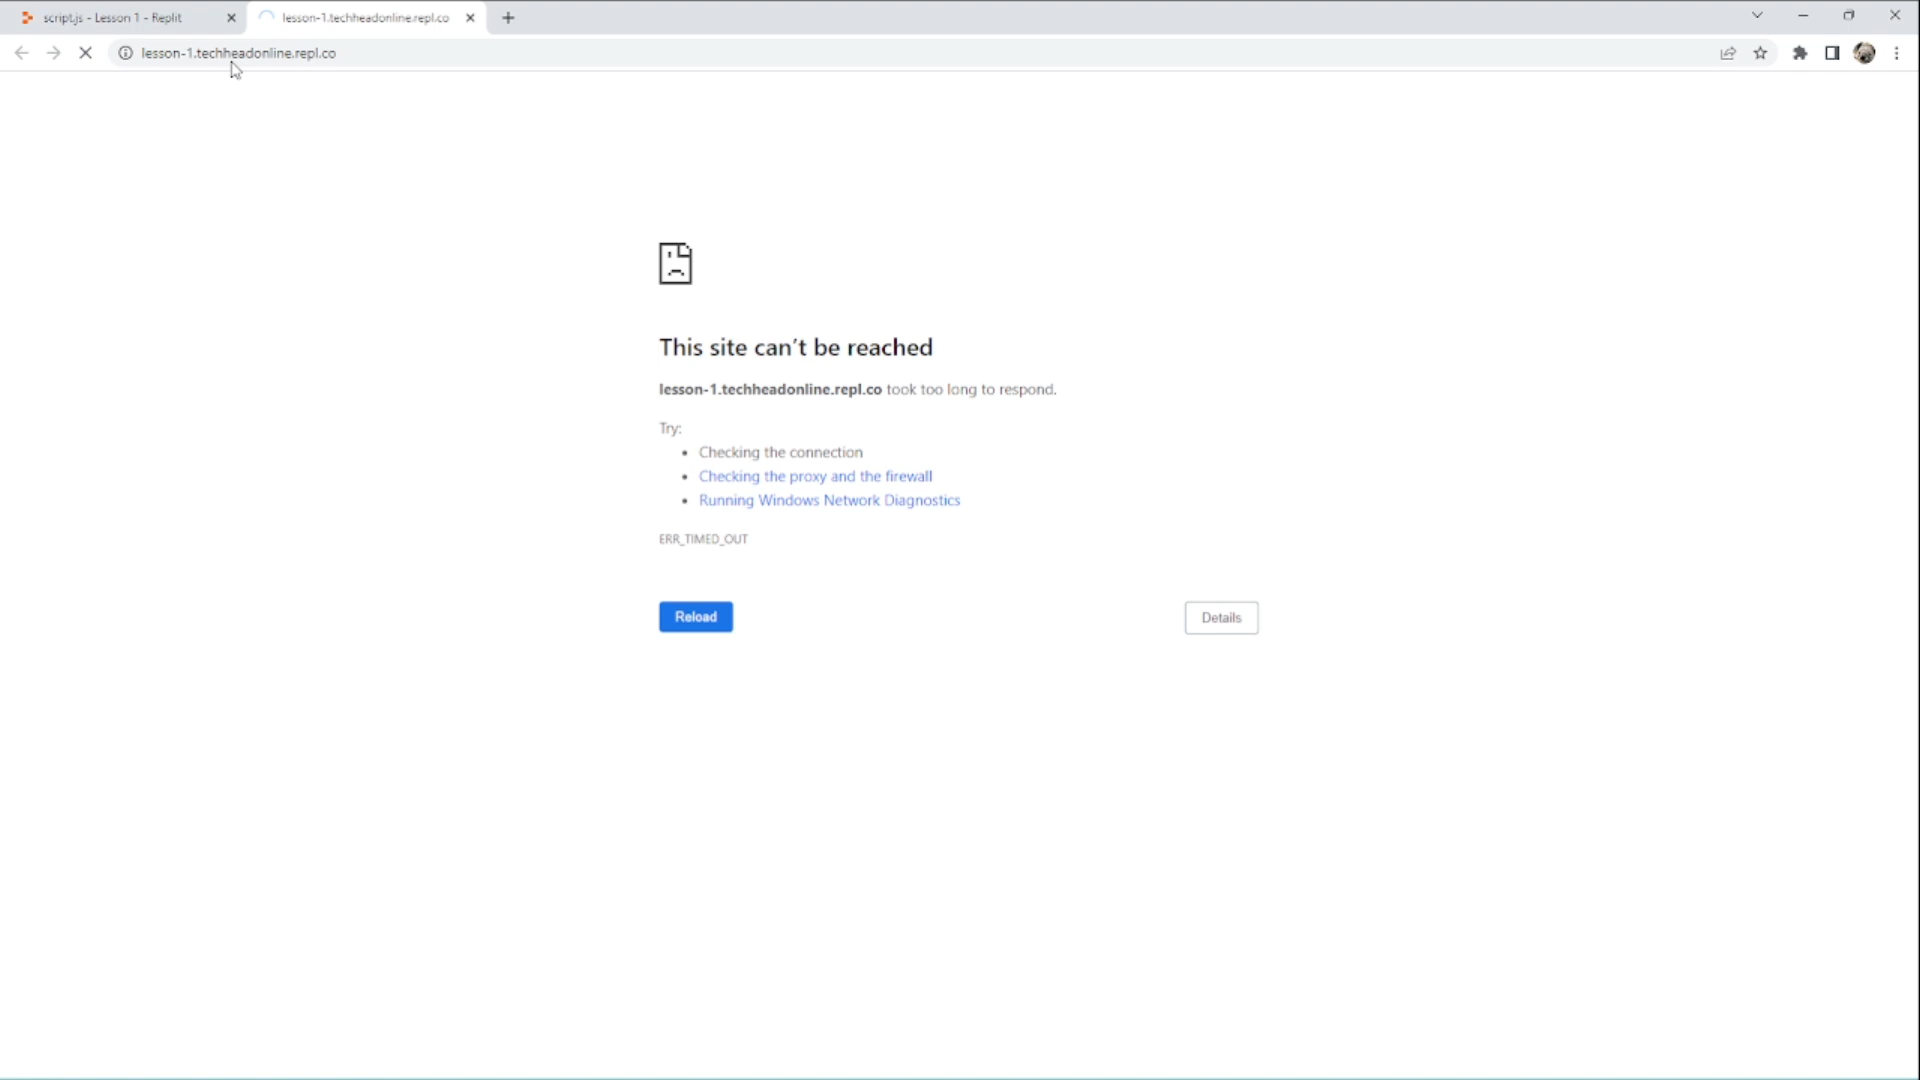 script.js - Lesson 1 - Replit
lesson-1.techheadonline.repl.co
lesson-1.techheadonline.repl.co
This site can't be reached
lesson-1.techheadonline.repl.co took too long to respond.
Try:
• Checking the connection
• Checking the proxy and the firewall
• Running Windows Network Diagnostics
ERR_TIMED_OUT
Reload
Details